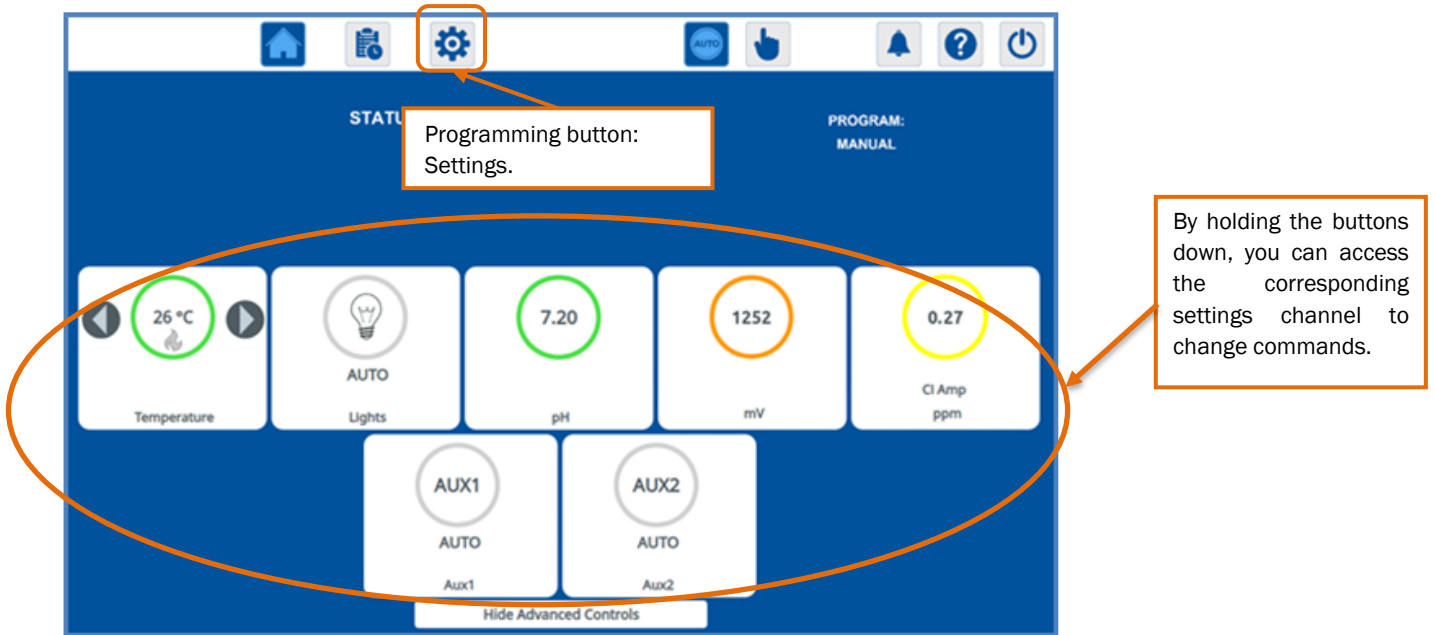 AUTO
STATU
PROGRAM:
MANUAL
Programming button:
Settings.
By holding the buttons
down, you can access
the corresponding
settings channel to
change commands.
26 °C
Temperature
AUTO
Lights
7.20
pH
1252
mV
0.27
Cl Amp
ppm
AUX1
AUTO
Aux1
AUX2
AUTO
Aux2
Hide Advanced Controls